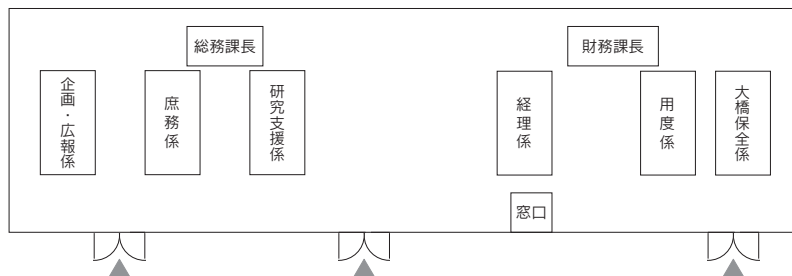 総務課長
財務課長
企画・広報係
庶務係
研究支援係
経理係
用度係
大橋保全係
窓口